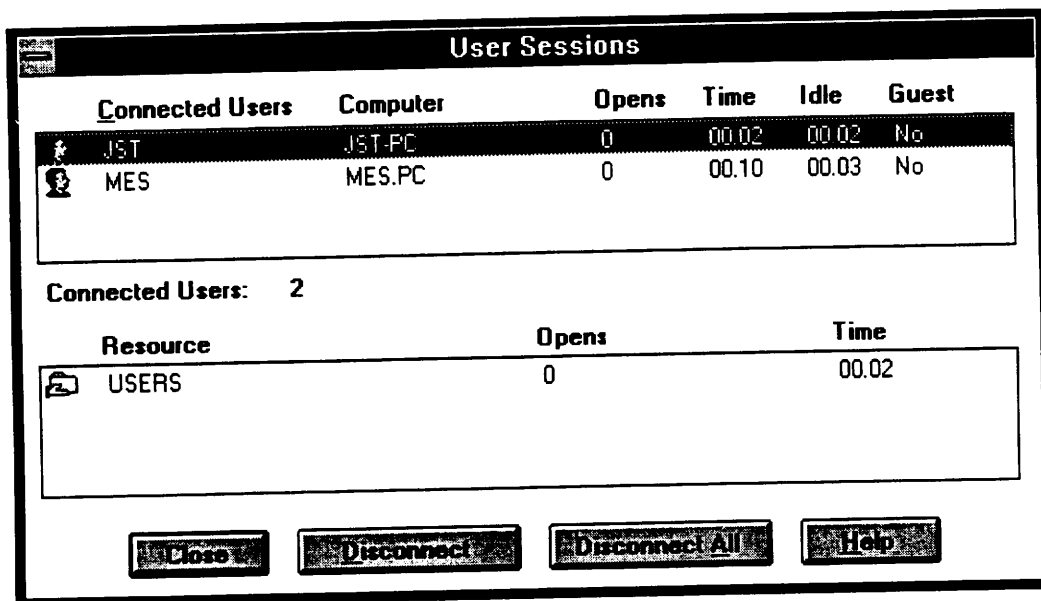 User Sessions
Connected Users Computer Opens Time Idle Guest
JST JST-PC 0 00.02 00.02 No
MES MES.PC 0 00.10 00.03 No
Connected Users: 2
Resource Opens Time
USERS 0 00.02
Close Disconnect Disconnect All Help